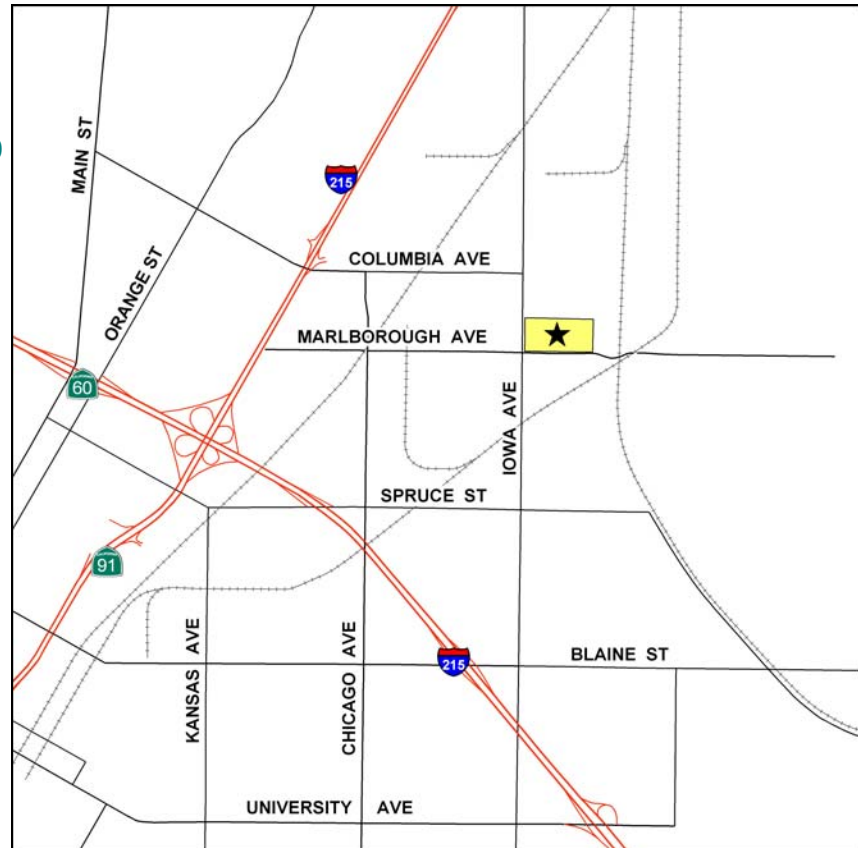 MAIN ST
215
ORANGE ST
COLUMBIA AVE
MARLBOROUGH AVE
60
IOWA AVE
SPRUCE ST
91
KANSAS AVE
CHICAGO AVE
215
BLAINE ST
UNIVERSITY AVE